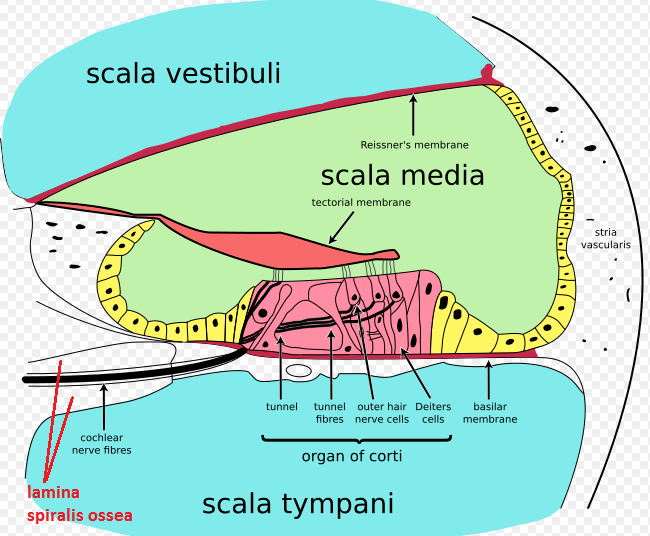 scala vestibuli
Reissner's membrane
scala media
tectorial membrane
stria
vascularis
tunnel
tunnel
fibres
outer hair
nerve cells
Deiters
cells
basilar
membrane
cochlear
nerve fibres
organ of corti
lamina
spiralis ossea
scala tympani